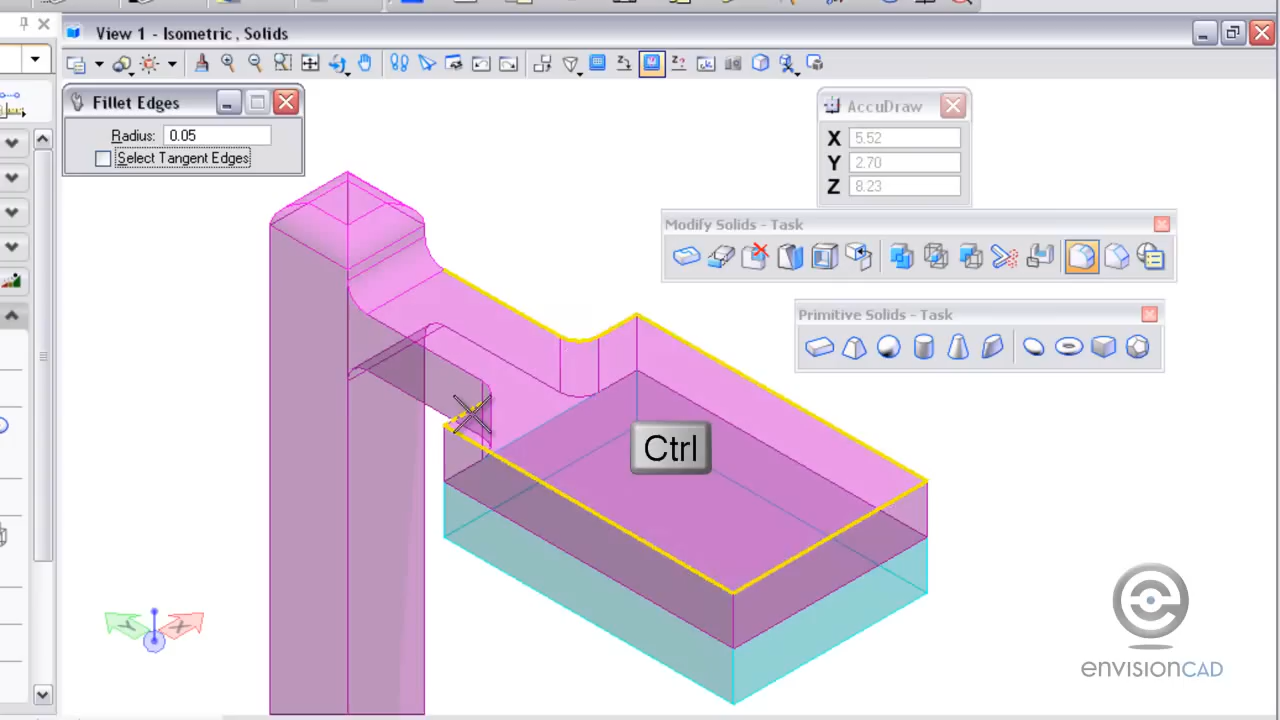 View 1 - Isometric , Solids
Fillet Edges
Radius: 0.05
Select Tangent Edges
AccuDraw
X 5.52
Y 2.70
Z 8.23
Modify Solids - Task
Primitive Solids - Task
Ctrl
Y X
envisionCAD